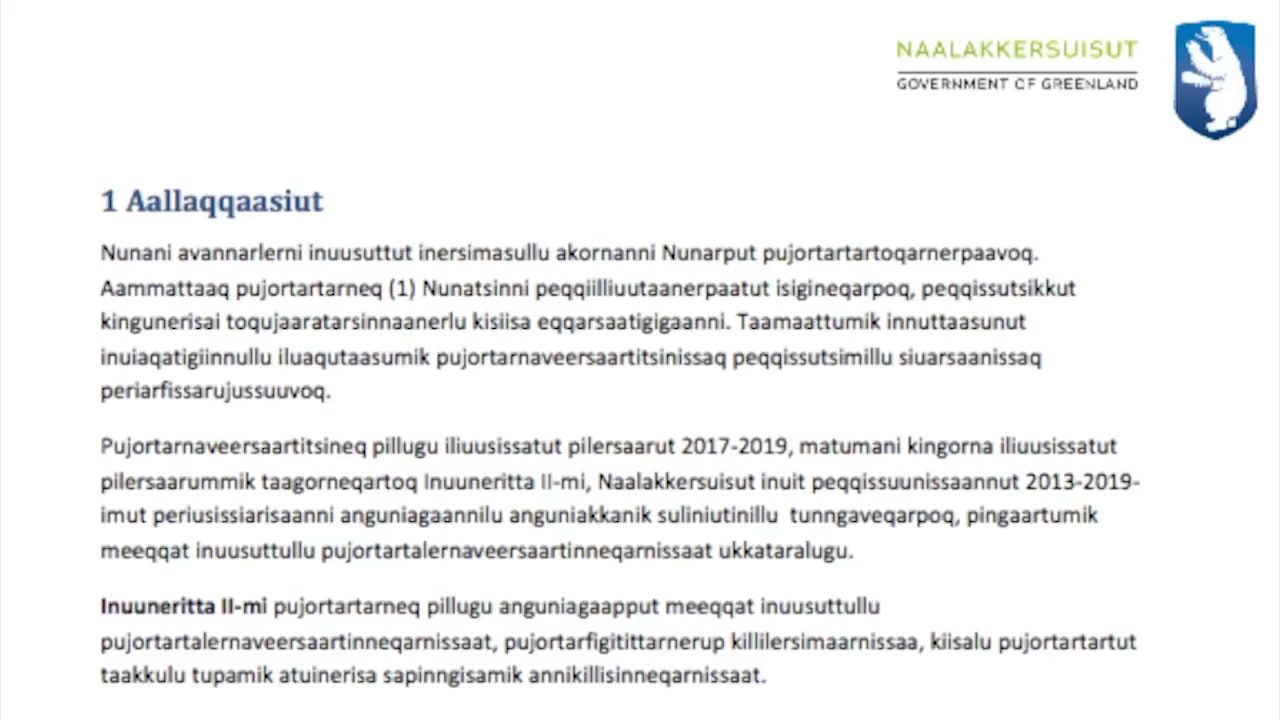 NAALAKKERSUISUT
GOVERNMENT OF GREENLAND
1 Aallaqqaasiut
Nunani avannarlerni inuusuttut inersimasullu akornanni Nunarput pujortartartoqarnerpaavoq.
Aammattaaq pujortartarneq (1) Nunatsinni peqqiilliuutaanerpaatut isigineqarpoq, peqqissutsikkut
kingunerisai toqujaaratarsinnaanerlu kisiisa eqqarsaatigigaanni. Taamaattumik innuttaasunut
inuiaqatigiinnullu iluaqutaasumik pujortarnaveersaartitsinissaq peqqissutsimillu siuarsaanissaq
periarfissarujussuuvoq.
Pujortarnaveersaartitsineq pillugu iliuusissatut pilersaarut 2017-2019, matumani kingorna iliuusissatut
pilersaarummik taagorneqartoq Inuuneritta II-mi, Naalakkersuisut inuit peqqissuunissaannut 2013-2019-
imut periusissiarisaanni anguniagaannilu anguniakkanik suliniutinillu tunngaveqarpoq, pingaartumik
meeqqat inuusuttullu pujortartalernaveersaartinneqarnissaat ukkataralugu.
Inuuneritta II-mi pujortartarneq pillugu anguniagaapput meeqqat inuusuttullu
pujortartalernaveersaartinneqarnissaat, pujortarfigitittarnerup killilersimaarnissaa, kiisalu pujortartartut
taakkulu tupamik atuinerisa sapinngisamik annikillisinneqarnissaat.